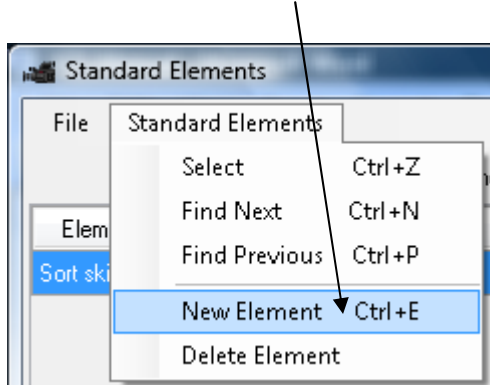 Standard Elements
File Standard Elements
Select Ctrl+Z
Find Next Ctrl+N
Elem
Find Previous Ctrl+P
Sort ski
New Element Ctrl+E
Delete Element